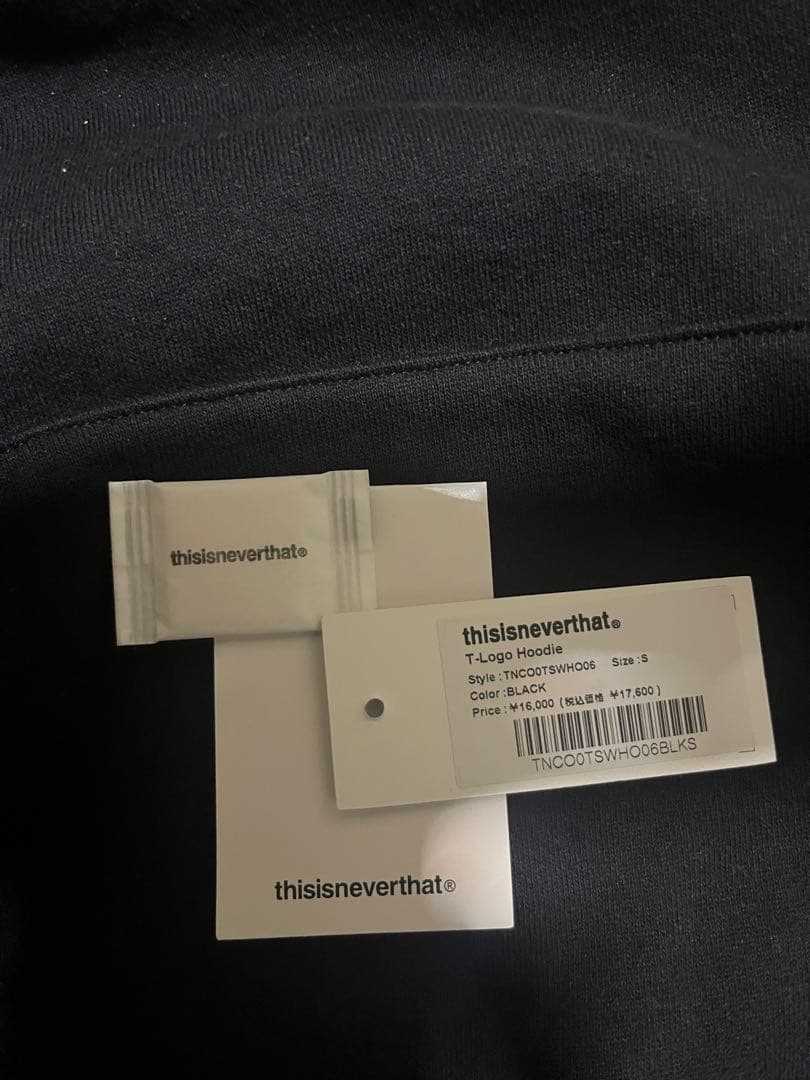 thisisneverthat®
thisisneverthat®
T-Logo Hoodie
Style : TNCO0TSWHO06 Size : S
Color : BLACK
Price : ¥16,000 (税込価格 ¥17,600)
TNCO0TSWHO06BLKS
thisisneverthat®